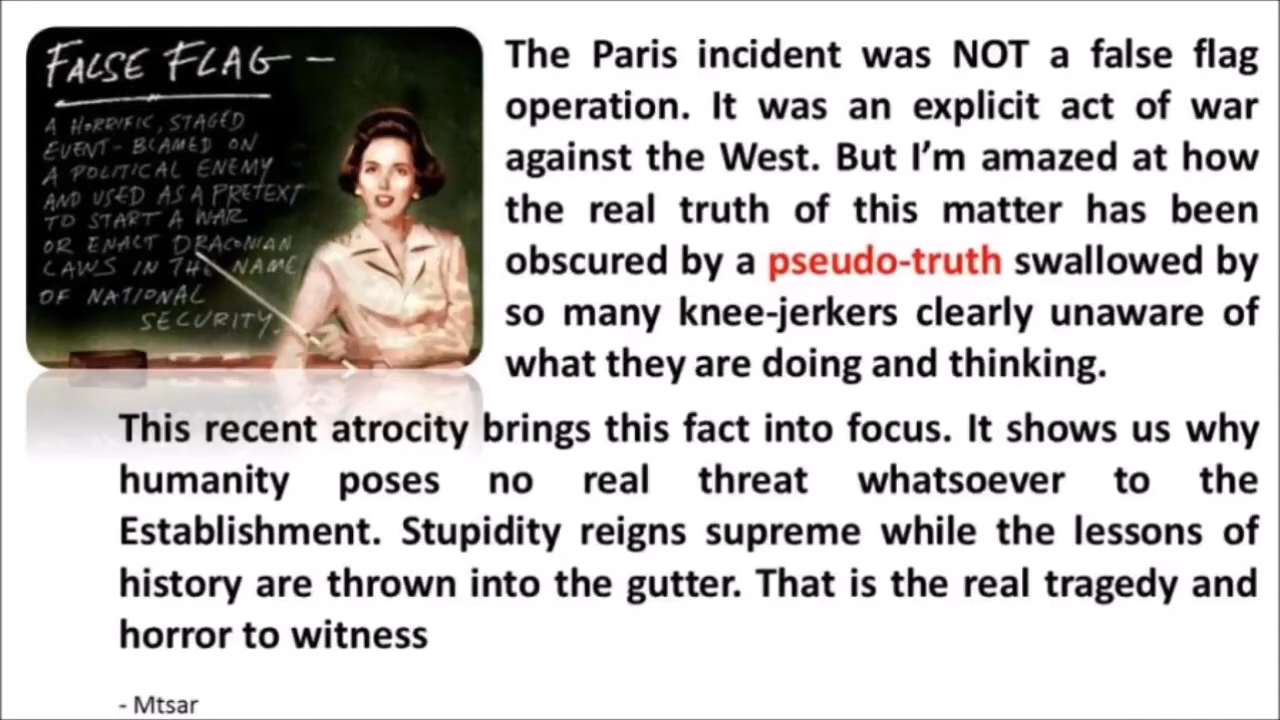 FALSE FLAG –
A HORRIFIC, STAGED
EVENT - BLAMED ON
A POLITICAL ENEMY
AND USED AS A PRETEXT
TO START A WAR
OR ENACT DRACONIAN
LAWS IN THE NAME
OF NATIONAL
SECURITY.
The Paris incident was NOT a false flag
operation. It was an explicit act of war
against the West. But I’m amazed at how
the real truth of this matter has been
obscured by a pseudo-truth swallowed by
so many knee-jerkers clearly unaware of
what they are doing and thinking.
This recent atrocity brings this fact into focus. It shows us why
humanity poses no real threat whatsoever to the
Establishment. Stupidity reigns supreme while the lessons of
history are thrown into the gutter. That is the real tragedy and
horror to witness
- Mtsar